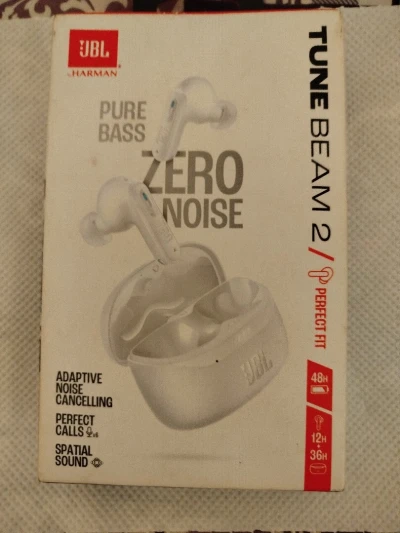 JBL
by HARMAN
PURE
BASS
ZERO
NOISE
TUNE BEAM 2
PERFECT FIT
JBL
ADAPTIVE
NOISE
CANCELLING
PERFECT
CALLS
SPATIAL
SOUND
48H
12H
+
36H